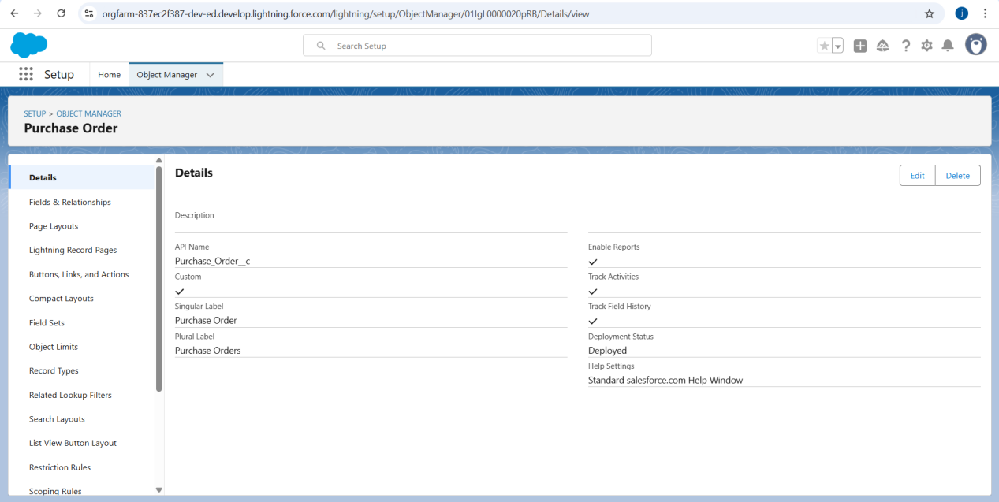 orgfarm-837ec2f387-dev-ed.develop.lightning.force.com/lightning/setup/ObjectManager/01IgL0000020pRB/Details/view
j
Search Setup
Setup
Home
Object Manager
SETUP > OBJECT MANAGER
Purchase Order
Details
Fields & Relationships
Page Layouts
Lightning Record Pages
Buttons, Links, and Actions
Compact Layouts
Field Sets
Object Limits
Record Types
Related Lookup Filters
Search Layouts
List View Button Layout
Restriction Rules
Scoping Rules
Details
Edit
Delete
Description
API Name
Purchase_Order__c
Custom
Singular Label
Purchase Order
Plural Label
Purchase Orders
Enable Reports
Track Activities
Track Field History
Deployment Status
Deployed
Help Settings
Standard salesforce.com Help Window